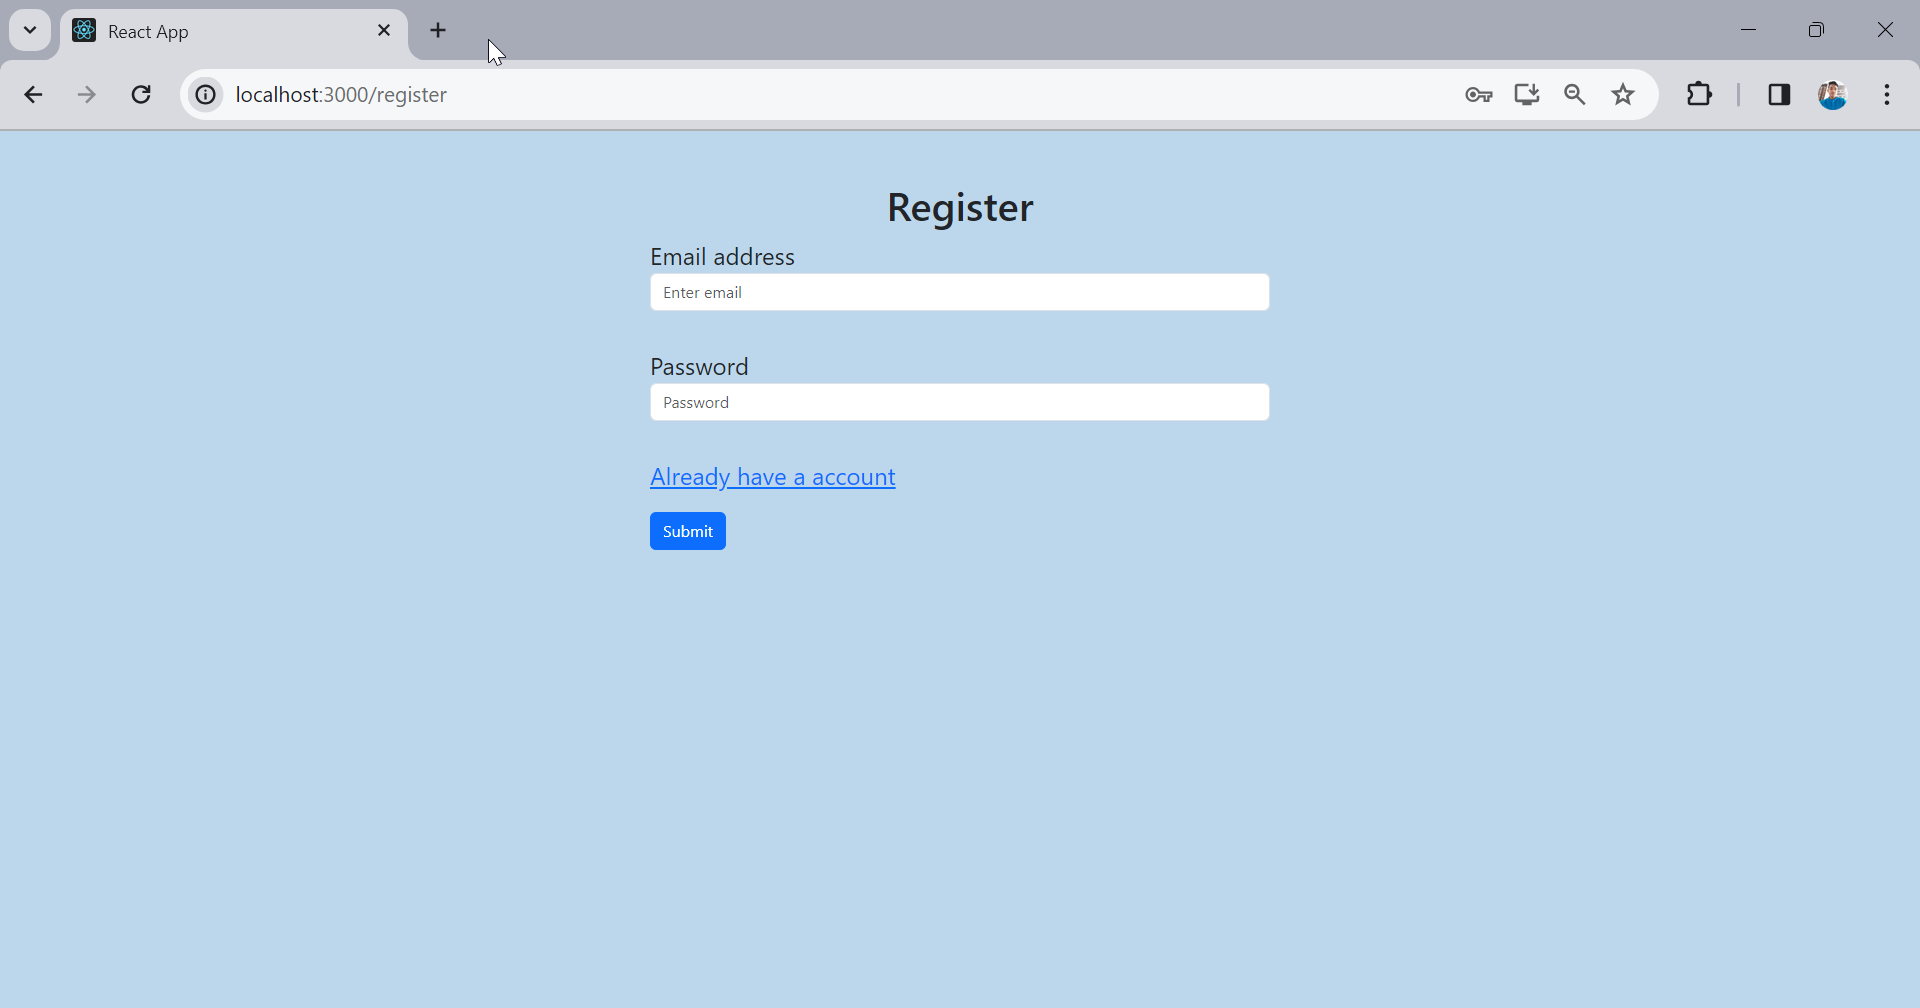 React App
localhost:3000/register
Register
Email address
Enter email
Password
Password
Already have a account
Submit